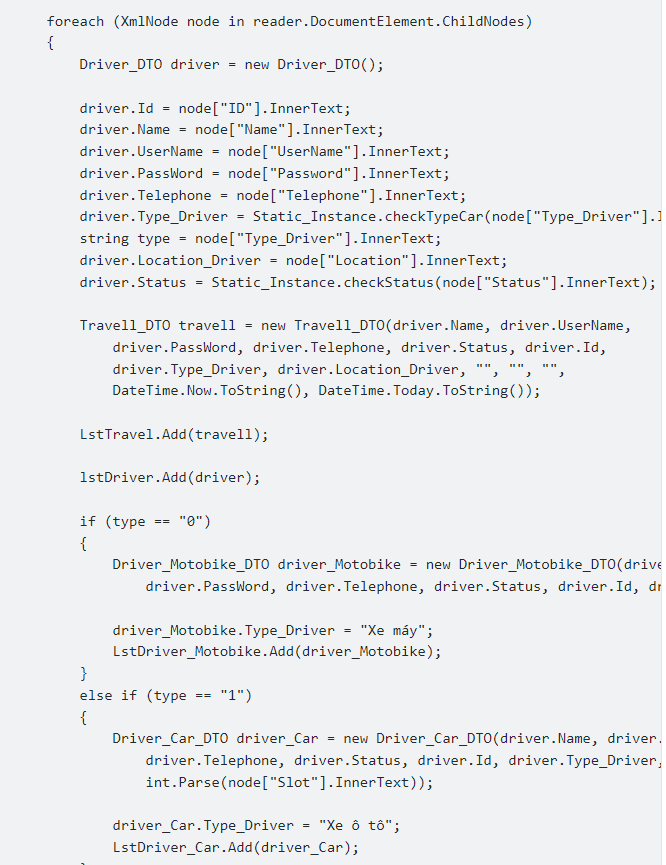 foreach (XmlNode node in reader.DocumentElement.ChildNodes)
{
Driver_DTO driver = new Driver_DTO();
driver.Id = node["ID"].InnerText;
driver.Name = node["Name"].InnerText;
driver.UserName = node["UserName"].InnerText;
driver.PassWord = node["Password"].InnerText;
driver.Telephone = node["Telephone"].InnerText;
driver.Type_Driver = Static_Instance.checkTypeCar(node["Type_Driver"].
string type = node["Type_Driver"].InnerText;
driver.Location_Driver = node["Location"].InnerText;
driver.Status = Static_Instance.checkStatus(node["Status"].InnerText);
Travell_DTO travell = new Travell_DTO(driver.Name, driver.UserName,
driver.PassWord, driver.Telephone, driver.Status, driver.Id,
driver.Type_Driver, driver.Location_Driver, "", "", "",
DateTime.Now.ToString(), DateTime.Today.ToString());
LstTravel.Add(travell);
lstDriver.Add(driver);
if (type == "0")
{
Driver_Motobike_DTO driver_Motobike = new Driver_Motobike_DTO(drive
driver.PassWord, driver.Telephone, driver.Status, driver.Id, dr
driver_Motobike.Type_Driver = "Xe máy";
LstDriver_Motobike.Add(driver_Motobike);
}
else if (type == "1")
{
Driver_Car_DTO driver_Car = new Driver_Car_DTO(driver.Name, driver.
driver.Telephone, driver.Status, driver.Id, driver.Type_Driver,
int.Parse(node["Slot"].InnerText));
driver_Car.Type_Driver = "Xe ô tô";
LstDriver_Car.Add(driver_Car);